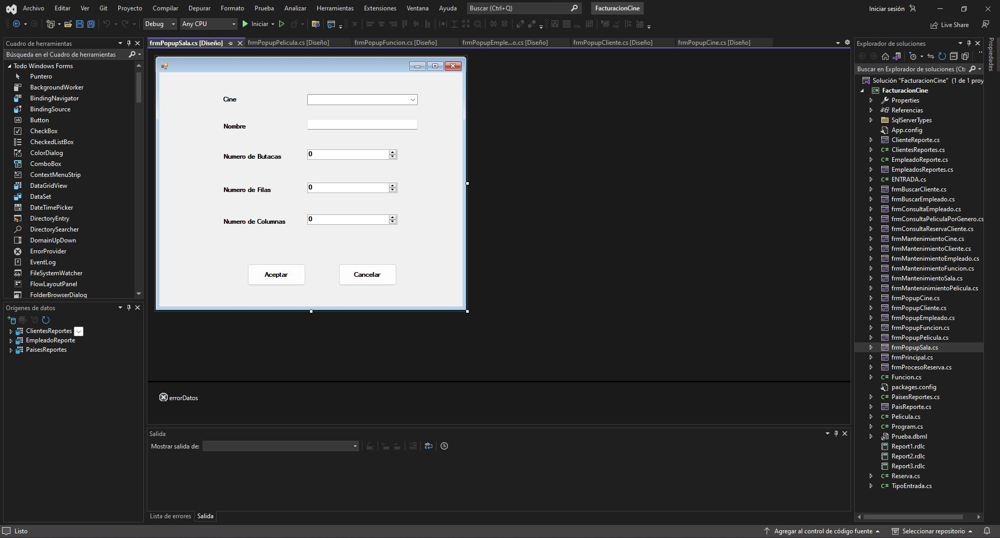 Archivo Editar Ver Git Proyecto Compilar Depurar Formato Prueba Analizar Herramientas Extensiones Ventana Ayuda Buscar (Ctrl+Q) FacturacionCine Iniciar sesión
Debug Any CPU Iniciar Live Share
Cuadro de herramientas
Búsqueda en el Cuadro de herramientas
Todo Windows Forms
Puntero
BackgroundWorker
BindingNavigator
BindingSource
Button
CheckBox
CheckedListBox
ColorDialog
ComboBox
ContextMenuStrip
DataGridView
DataSet
DateTimePicker
DirectoryEntry
DirectorySearcher
DomainUpDown
ErrorProvider
EventLog
FileSystemWatcher
FlowLayoutPanel
FolderBrowserDialog
Orígenes de datos
ClientesReportes
EmpleadoReporte
PaisesReportes
frmPopupSala.cs [Diseño] frmPopupPelicula.cs [Diseño] frmPopupFuncion.cs [Diseño] frmPopupEmple...o.cs [Diseño] frmPopupCliente.cs [Diseño] frmPopupCine.cs [Diseño]
Cine
Nombre
Numero de Butacas 0
Numero de Filas 0
Numero de Columnas 0
Aceptar Cancelar
errorDatos
Salida
Mostrar salida de:
Lista de errores Salida
Explorador de soluciones
Buscar en Explorador de soluciones (Ctr
Solución "FacturacionCine" (1 de 1 proy
C# FacturacionCine
Properties
Referencias
SqlServerTypes
App.config
ClienteReporte.cs
C# ClientesReportes.cs
C# EmpleadoReporte.cs
EmpleadosReportes.cs
C# ENTRADA.cs
frmBuscarCliente.cs
frmBuscarEmpleado.cs
frmConsultaEmpleado.cs
frmConsultaPeliculaPorGenero.cs
frmConsultaReservaCliente.cs
frmMantenimientoCine.cs
frmMantenimientoCliente.cs
frmMantenimientoEmpleado.cs
frmMantenimientoFuncion.cs
frmMantenimientoSala.cs
frmManteninimientoPelicula.cs
frmPopupCine.cs
frmPopupCliente.cs
frmPopupEmpleado.cs
frmPopupFuncion.cs
frmPopupPelicula.cs
frmPopupSala.cs
frmPrincipal.cs
frmProcesoReserva.cs
C# Funcion.cs
packages.config
C# PaisesReportes.cs
PaisReporte.cs
C# Pelicula.cs
C# Program.cs
Prueba.dbml
Report1.rdlc
Report2.rdlc
Report3.rdlc
C# Reserva.cs
C# TipoEntrada.cs
Propiedades
Listo Agregar al control de código fuente Seleccionar repositorio